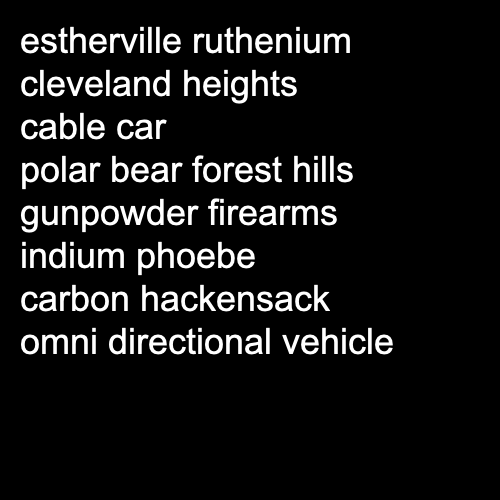 estherville ruthenium
cleveland heights
cable car
polar bear forest hills
gunpowder firearms
indium phoebe
carbon hackensack
omni directional vehicle